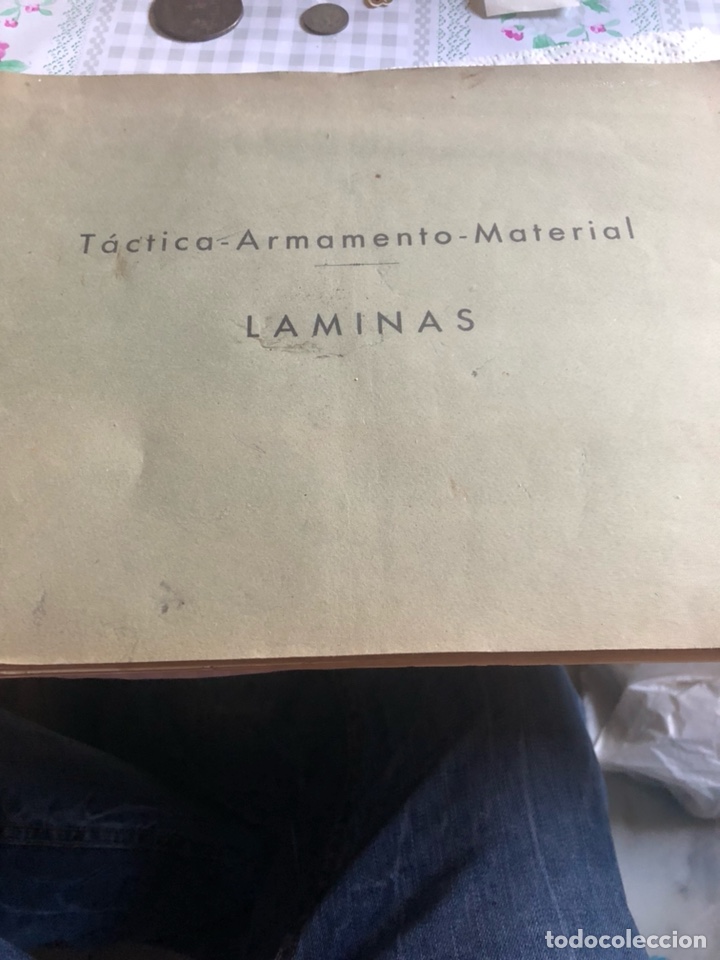 Táctica-Armamento-Material
LAMINAS
todocoleccion